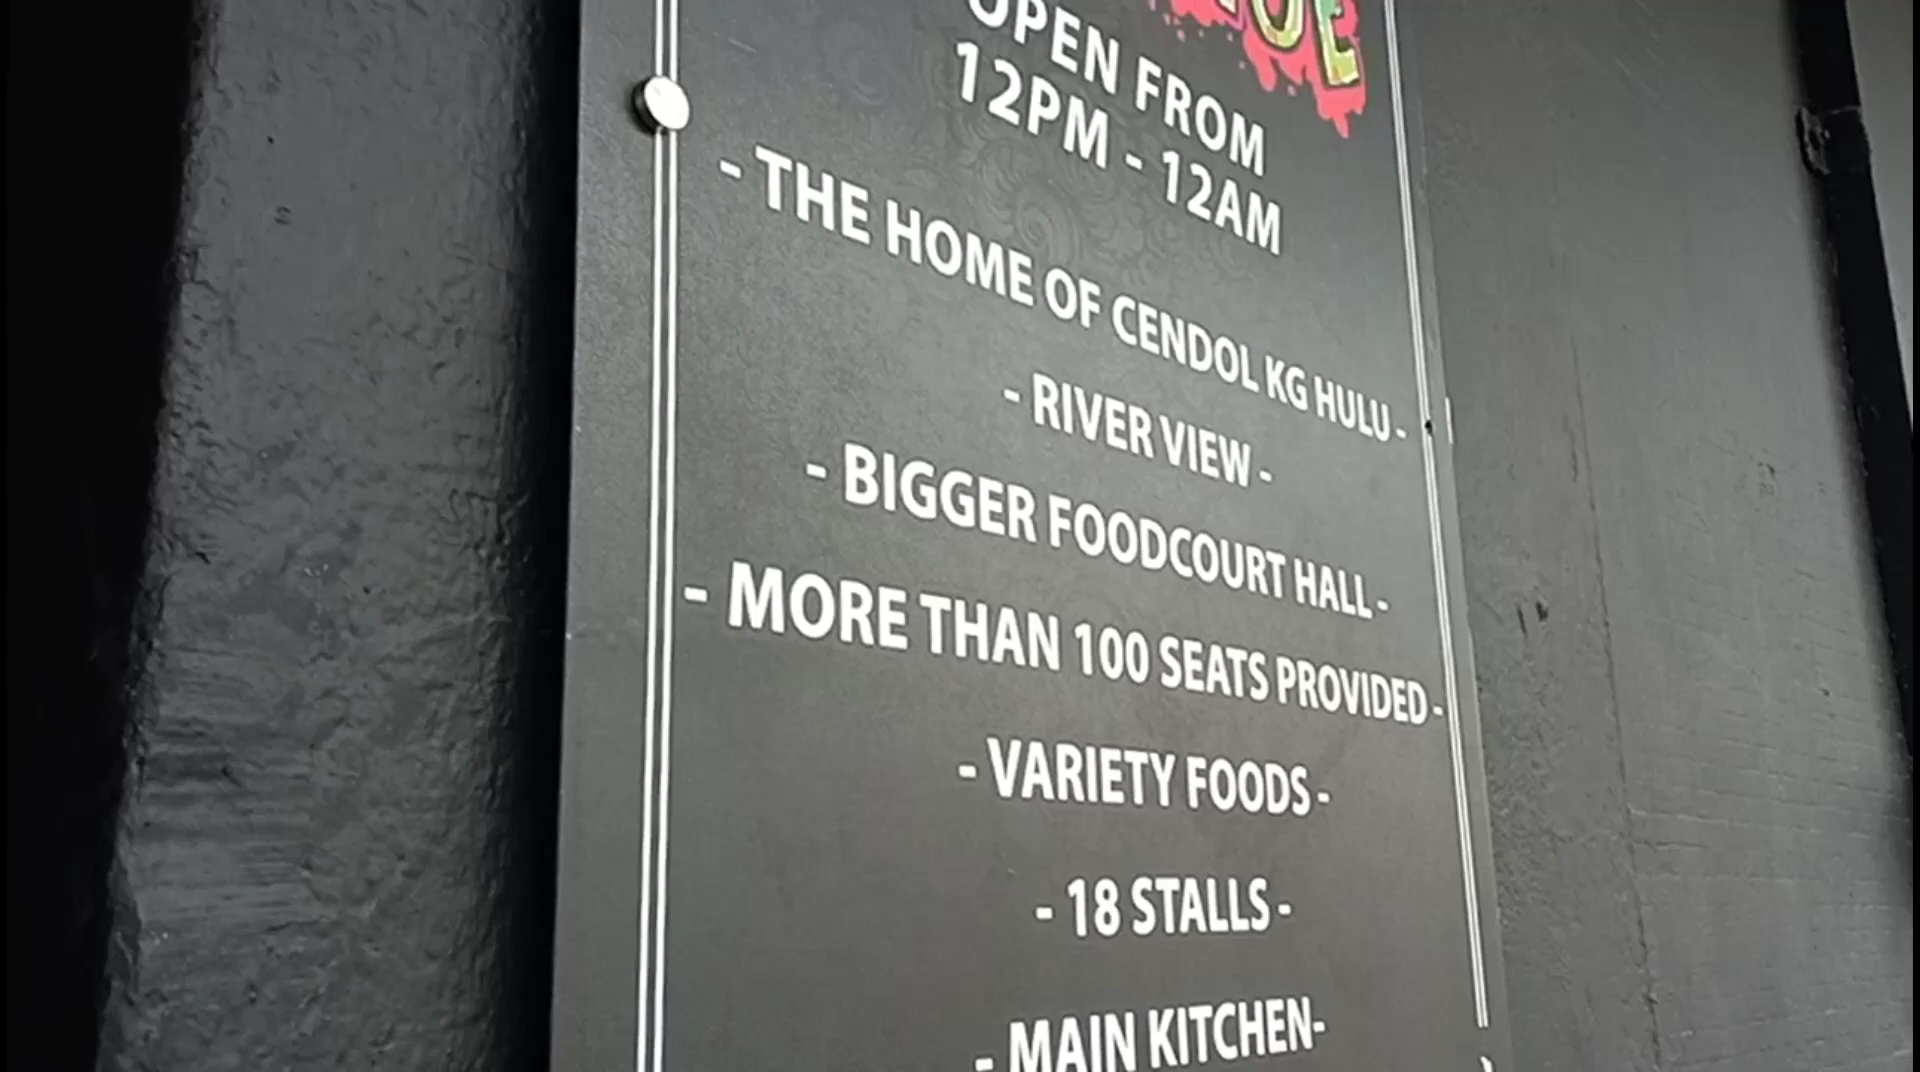 OPEN FROM
12PM - 12AM
- THE HOME OF CENDOL KG HULU -
- RIVER VIEW -
- BIGGER FOODCOURT HALL -
- MORE THAN 100 SEATS PROVIDED -
- VARIETY FOODS -
- 18 STALLS -
- MAIN KITCHEN-